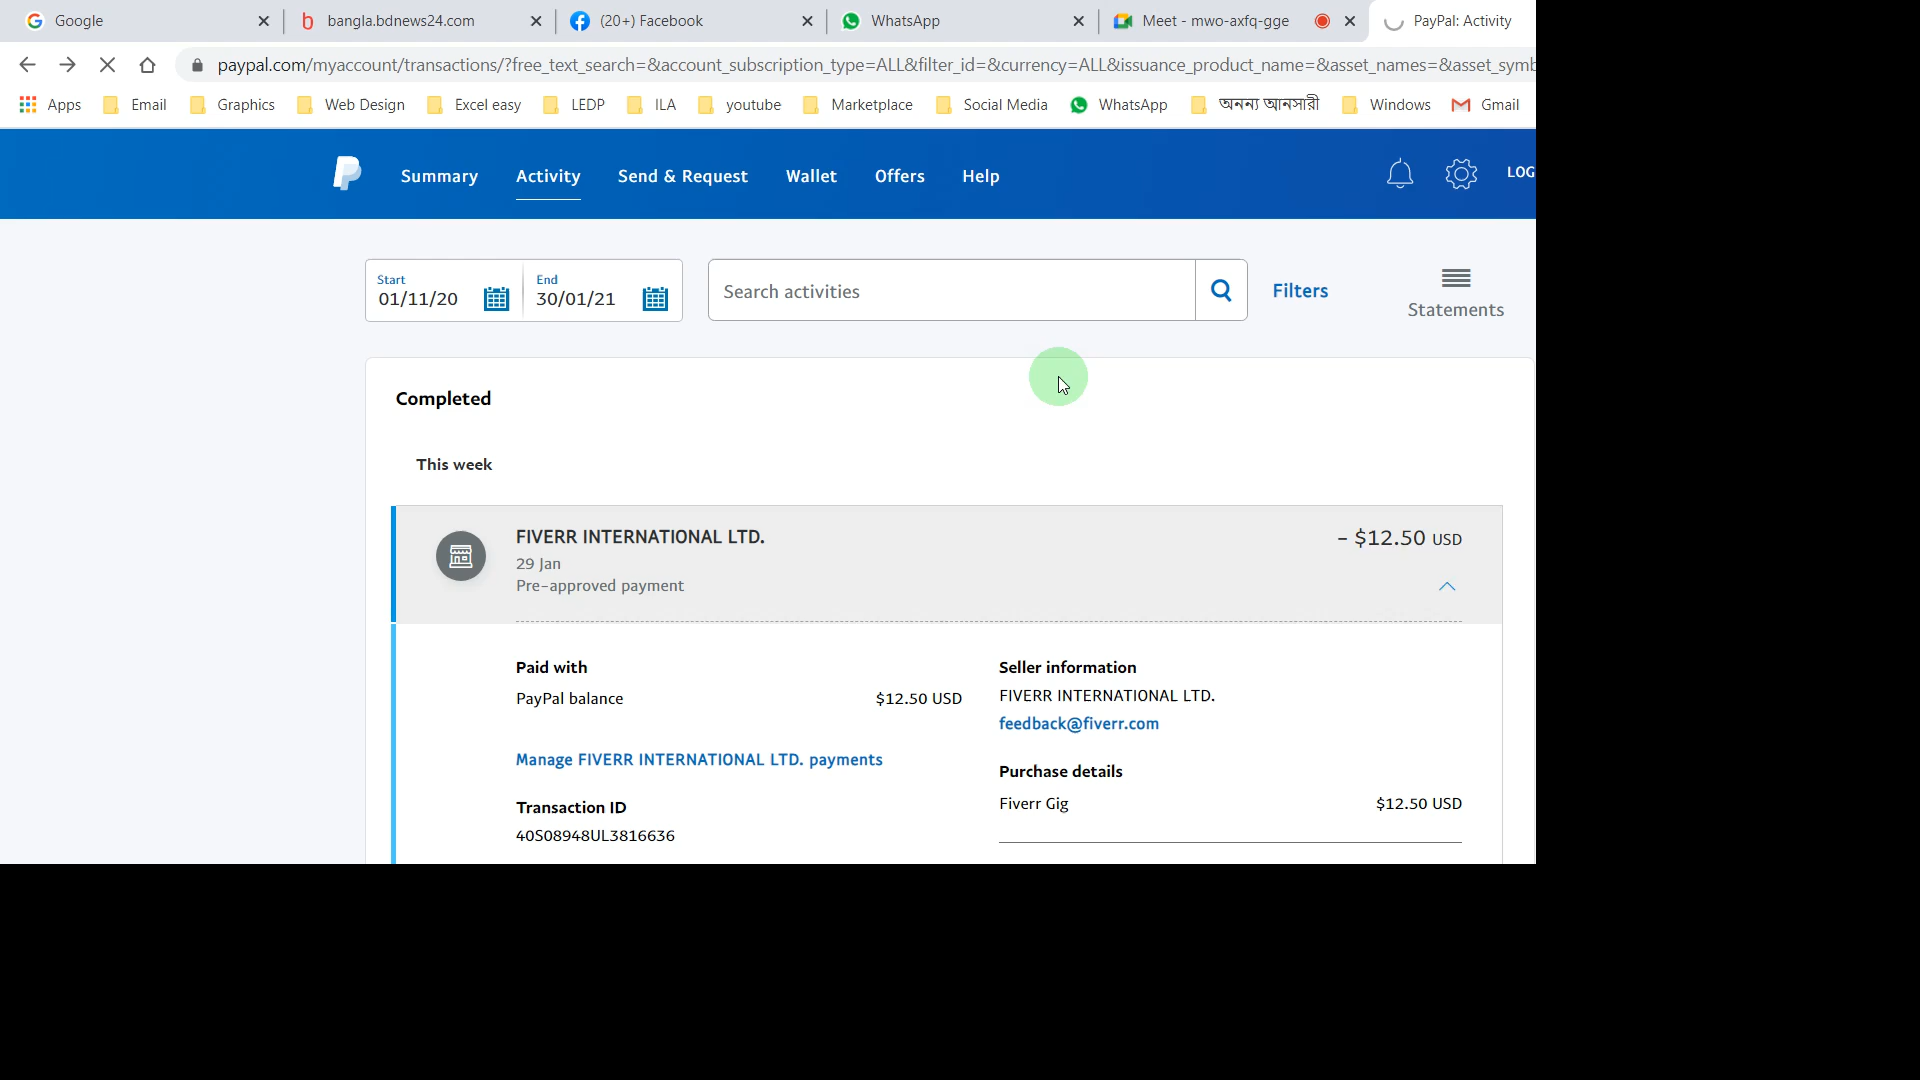 Google
bangla.bdnews24.com
(20+) Facebook
WhatsApp
Meet - mwo-axfq-gge
PayPal: Activity
paypal.com/myaccount/transactions/?free_text_search=&account_subscription_type=ALL&filter_id=&currency=ALL&issuance_product_name=&asset_names=&asset_symb
Apps
Email
Graphics
Web Design
Excel easy
LEDP
ILA
youtube
Marketplace
Social Media
WhatsApp
অনন্য আনসারী
Windows
Gmail
Summary
Activity
Send & Request
Wallet
Offers
Help
LOG
Start
01/11/20
End
30/01/21
Search activities
Filters
Statements
Completed
This week
FIVERR INTERNATIONAL LTD.
- $12.50 USD
29 Jan
Pre-approved payment
Paid with
PayPal balance $12.50 USD
Manage FIVERR INTERNATIONAL LTD. payments
Transaction ID
40S08948UL3816636
Seller information
FIVERR INTERNATIONAL LTD.
feedback@fiverr.com
Purchase details
Fiverr Gig $12.50 USD